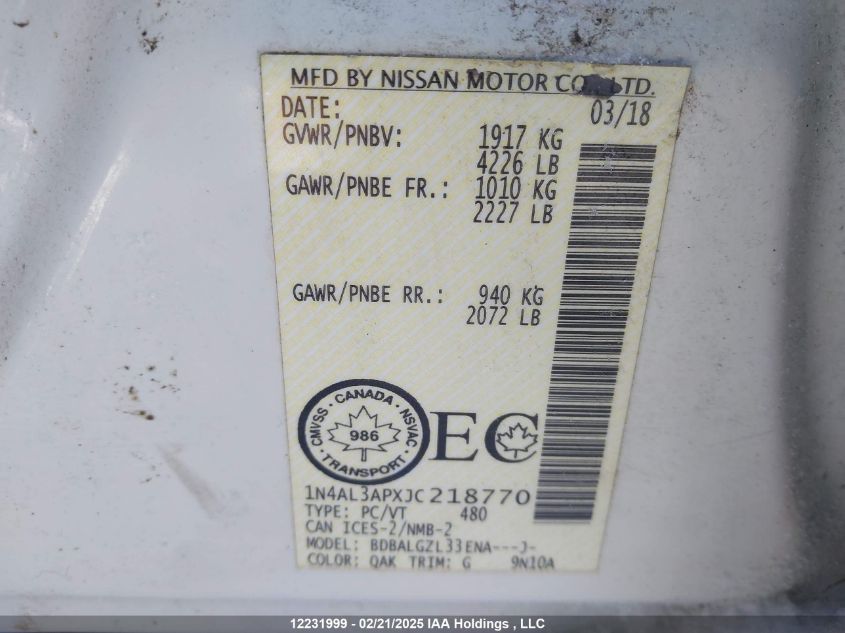 MFD BY NISSAN MOTOR CO., LTD.
DATE: 03/18
GVWR/PNBV: 1917 KG
4226 LB
GAWR/PNBE FR.: 1010 KG
2227 LB
GAWR/PNBE RR.: 940 KG
2072 LB
CMVSS · CANADA · NSVAC
986
· TRANSPORT ·
EC
1N4AL3APXJC218770
TYPE: PC/VT 480
CAN ICES-2/NMB-2
MODEL: BDBALGZL33ENA---J-
COLOR: QAK TRIM: G 9N10A
12231999 - 02/21/2025 IAA Holdings , LLC